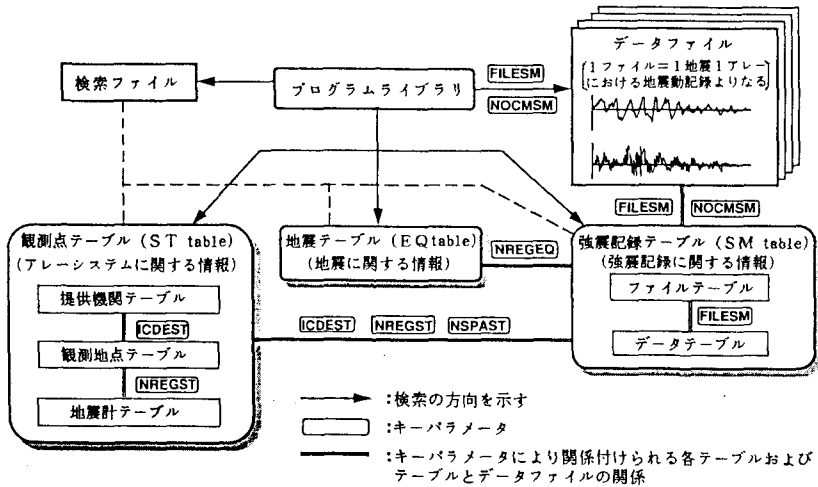 データファイル
1ファイル=1地震1アレー
における地震動記録よりなる
検索ファイル
プログラムライブラリ
FILESM
NOCMSM
FILESM
NOCMSM
観測点テーブル(ST table)
(アレーシステムに関する情報)
提供機関テーブル
ICDEST
観測地点テーブル
NREGST
地震計テーブル
地震テーブル(EQtable)
(地震に関する情報)
NREGEQ
強震記録テーブル(SM table)
(強震記録に関する情報)
ファイルテーブル
FILESM
データテーブル
ICDEST
NREGST
NSPAST
:検索の方向を示す
:キーパラメータ
:キーパラメータにより関係付けられる各テーブルおよび
テーブルとデータファイルの関係